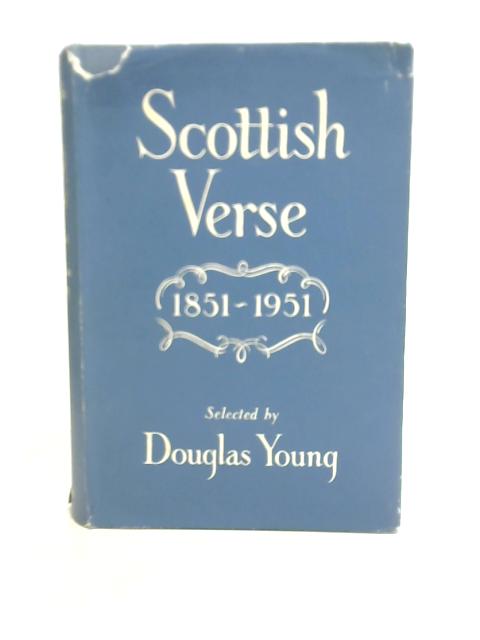 Scottish
Verse
1851-1951
Selected by
Douglas Young